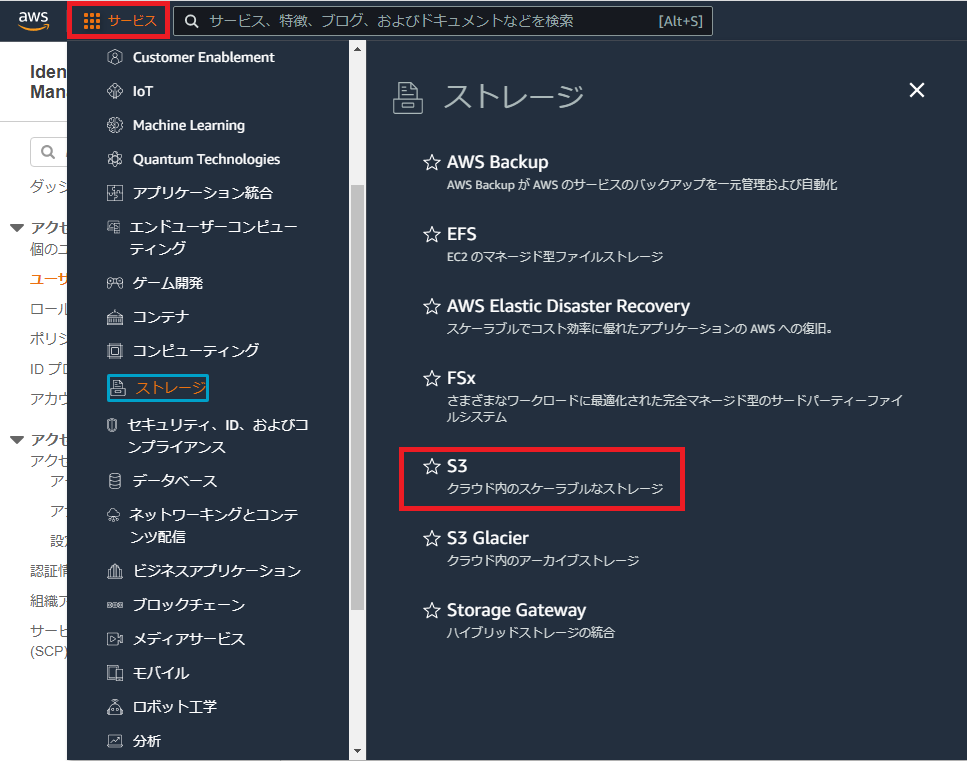 aws
サービス
サービス、特徴、ブログ、およびドキュメントなどを検索
[Alt+S]
Iden
Mana
ダッシ
アクセ
個のユ
ユーザ
ロール
ポリシ
ID プロ
アカウ
アクセ
アクセ
アー
アナ
設定
認証情
組織ア
サービ
(SCP)
Customer Enablement
IoT
Machine Learning
Quantum Technologies
アプリケーション統合
エンドユーザーコンピュー
ティング
ゲーム開発
コンテナ
コンピューティング
ストレージ
セキュリティ、ID、およびコ
ンプライアンス
データベース
ネットワーキングとコンテ
ンツ配信
ビジネスアプリケーション
ブロックチェーン
メディアサービス
モバイル
ロボット工学
分析
ストレージ
AWS Backup
AWS Backup が AWS のサービスのバックアップを一元管理および自動化
EFS
EC2 のマネージド型ファイルストレージ
AWS Elastic Disaster Recovery
スケーラブルでコスト効率に優れたアプリケーションの AWS への復旧。
FSx
さまざまなワークロードに最適化された完全マネージド型のサードパーティーファイ
ルシステム
S3
クラウド内のスケーラブルなストレージ
S3 Glacier
クラウド内のアーカイブストレージ
Storage Gateway
ハイブリッドストレージの統合